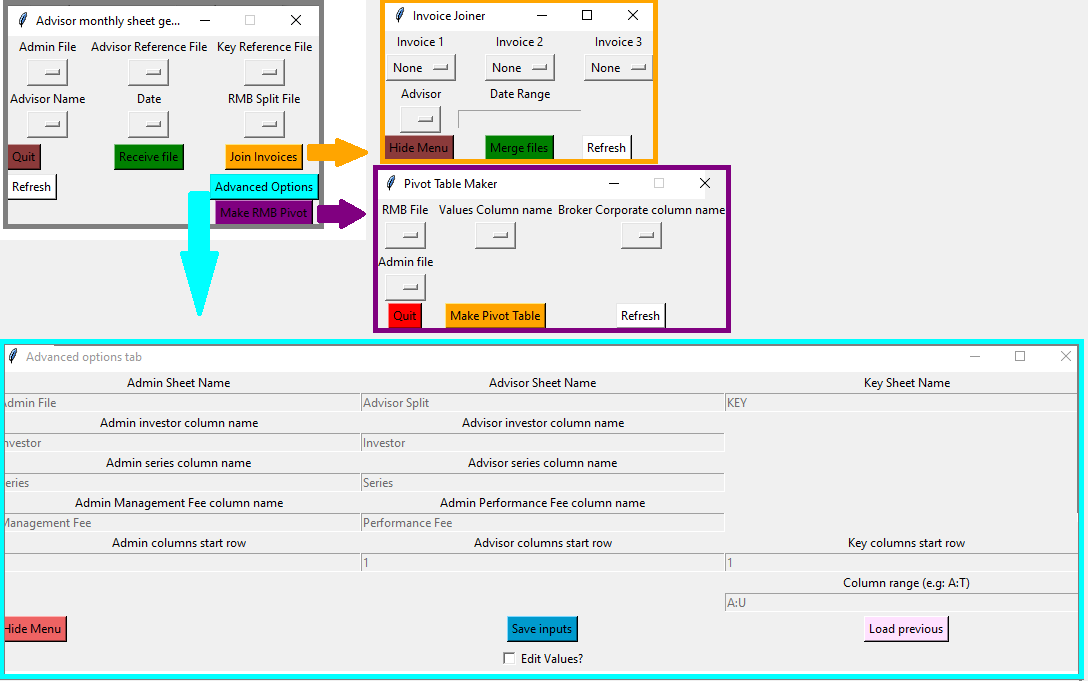 Advisor monthly sheet ge...
Admin File Advisor Reference File Key Reference File
Advisor Name Date RMB Split File
Quit Receive file Join Invoices
Refresh Advanced Options
Make RMB Pivot
Invoice Joiner
Invoice 1 Invoice 2 Invoice 3
None None None
Advisor Date Range
Hide Menu Merge files Refresh
Pivot Table Maker
RMB File Values Column name Broker Corporate column name
Admin file
Quit Make Pivot Table Refresh
Advanced options tab
Admin Sheet Name Advisor Sheet Name Key Sheet Name
Admin File Advisor Split KEY
Admin investor column name Advisor investor column name
nvestor Investor
Admin series column name Advisor series column name
eries Series
Admin Management Fee column name Admin Performance Fee column name
Management Fee Performance Fee
Admin columns start row Advisor columns start row Key columns start row
1 1
Column range (e.g: A:T)
A:U
Hide Menu Save inputs Load previous
Edit Values?